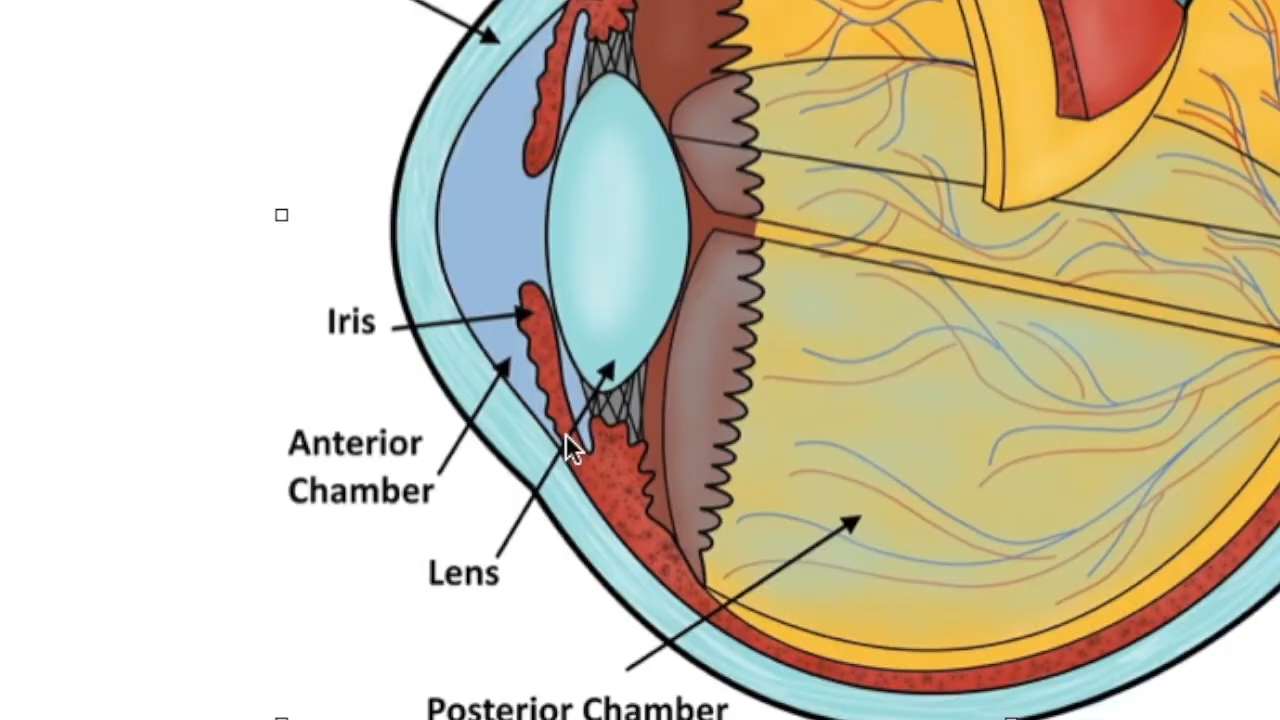 Iris
Anterior
Chamber
Lens
Posterior Chamber